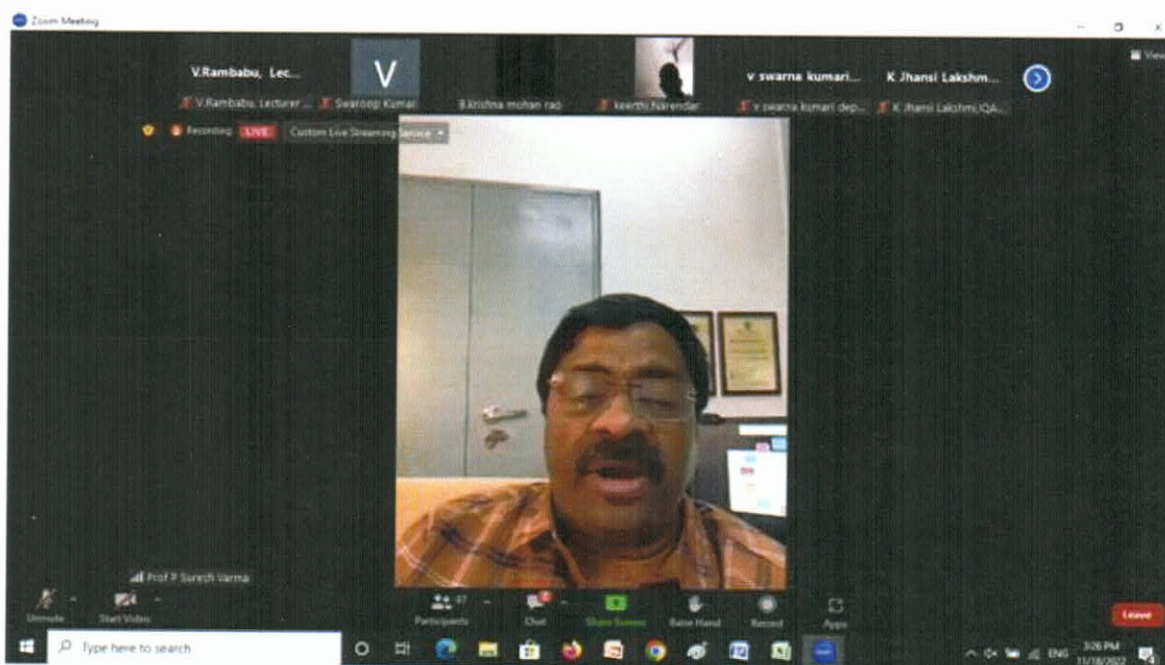 Zoom Meeting
View
V.Rambabu, Lec...
V
v swarna kumari...
K Jhansi Lakshm...
V.Rambabu, Lecturer ...
Swaroop Kumar
B.krishna mohan rao
keerthi.Narendar
v swarna kumari dep...
K Jhansi Lakshmi,IQA...
Recording
LIVE
Custom Live Streaming Service
Prof P. Suresh Varma
Unmute
Start Video
Participants
97
Chat
Share Screen
Raise Hand
Record
Apps
Leave
Type here to search
ENG
3:26 PM